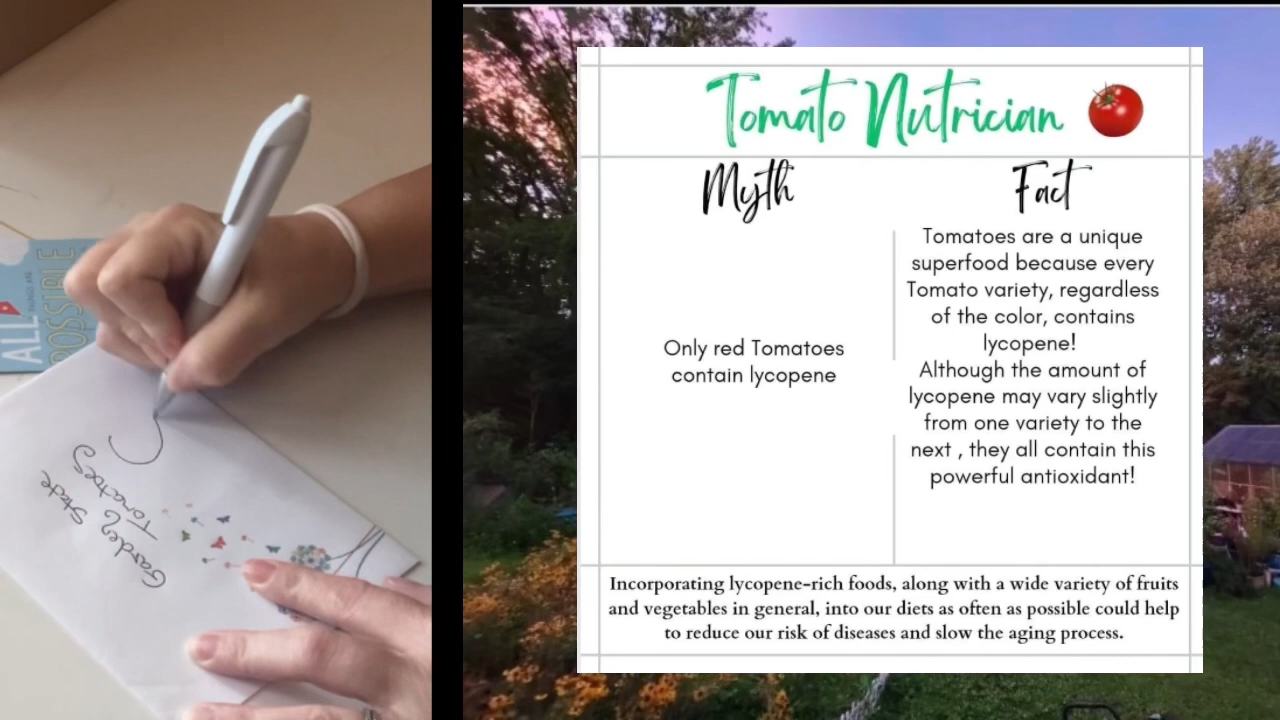 ALL
THINGS ARE
POSSIBLE
Garden State
Tomatoes
Tomato Nutrician
Myth
Fact
Only red Tomatoes
contain lycopene
Tomatoes are a unique
superfood because every
Tomato variety, regardless
of the color, contains
lycopene!
Although the amount of
lycopene may vary slightly
from one variety to the
next , they all contain this
powerful antioxidant!
Incorporating lycopene-rich foods, along with a wide variety of fruits
and vegetables in general, into our diets as often as possible could help
to reduce our risk of diseases and slow the aging process.